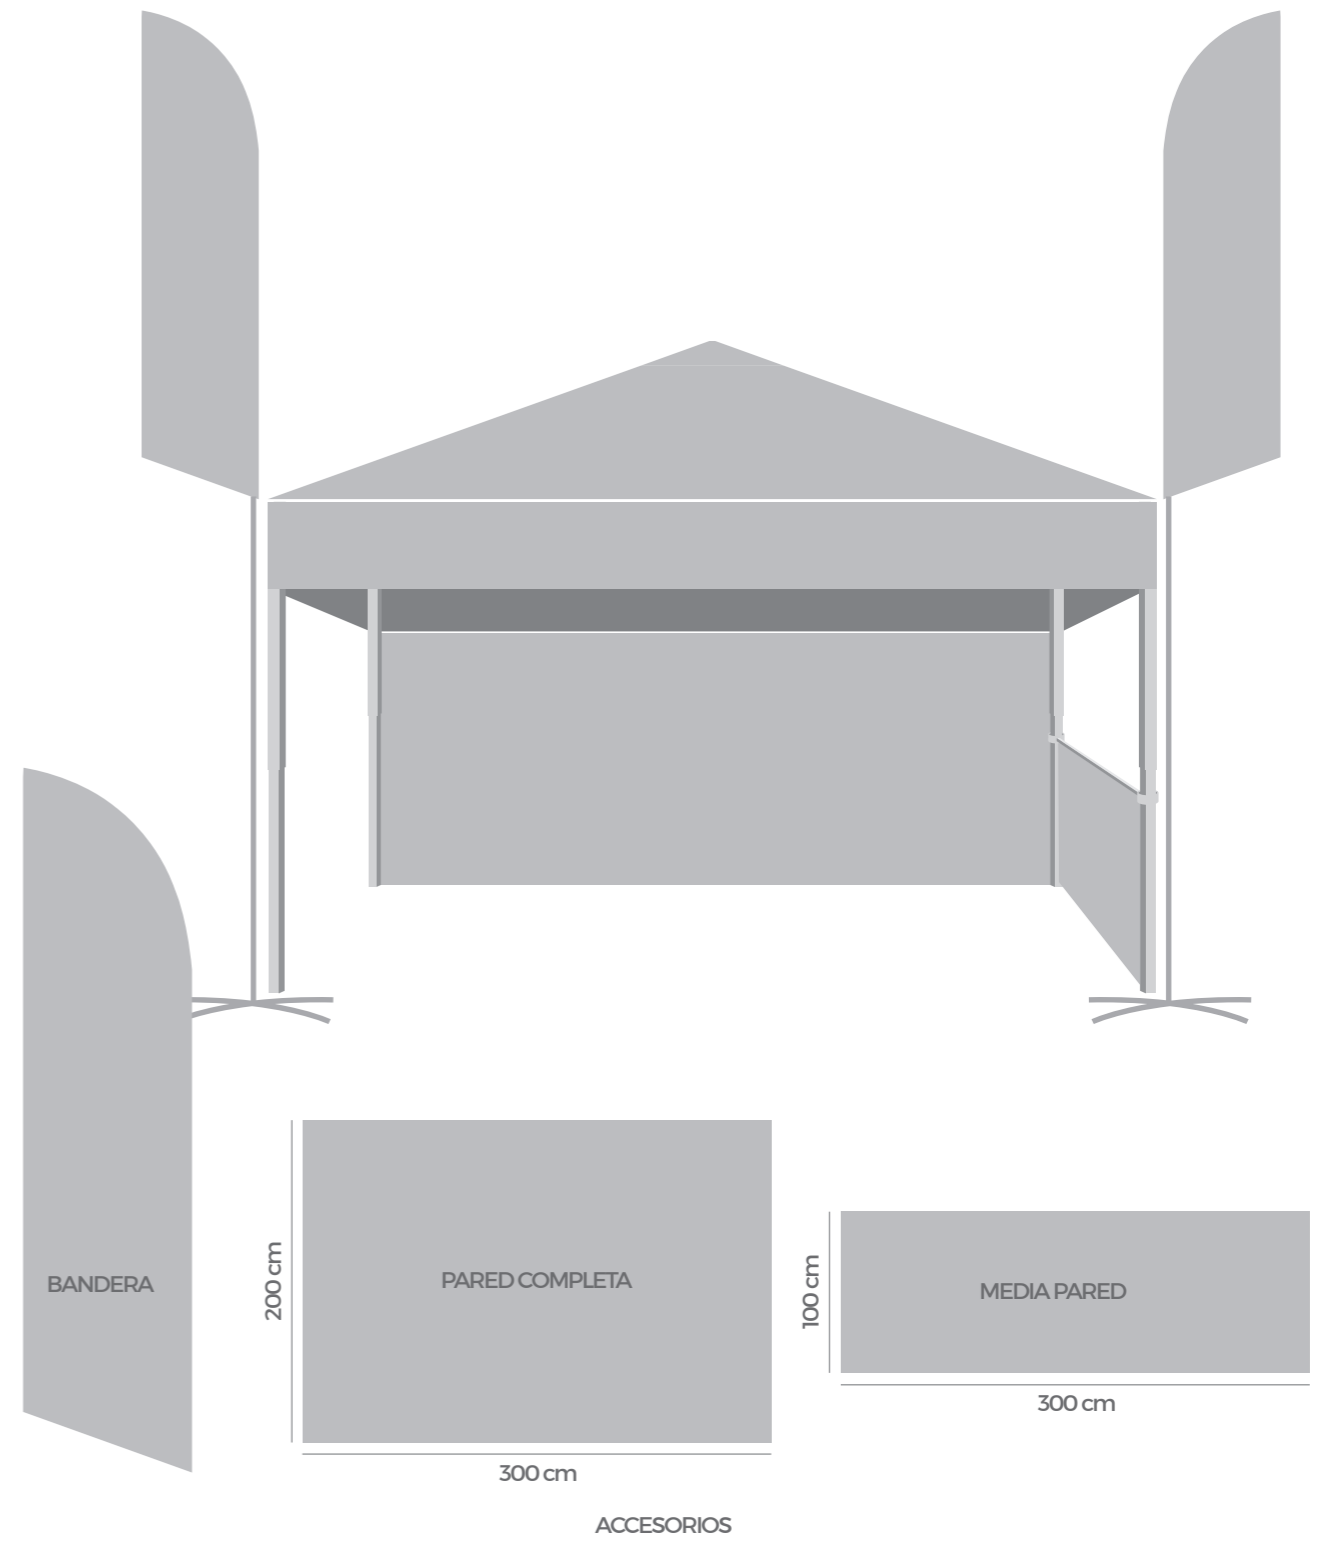 BANDERA
200 cm
PARED COMPLETA
300 cm
100 cm
MEDIA PARED
300 cm
ACCESORIOS